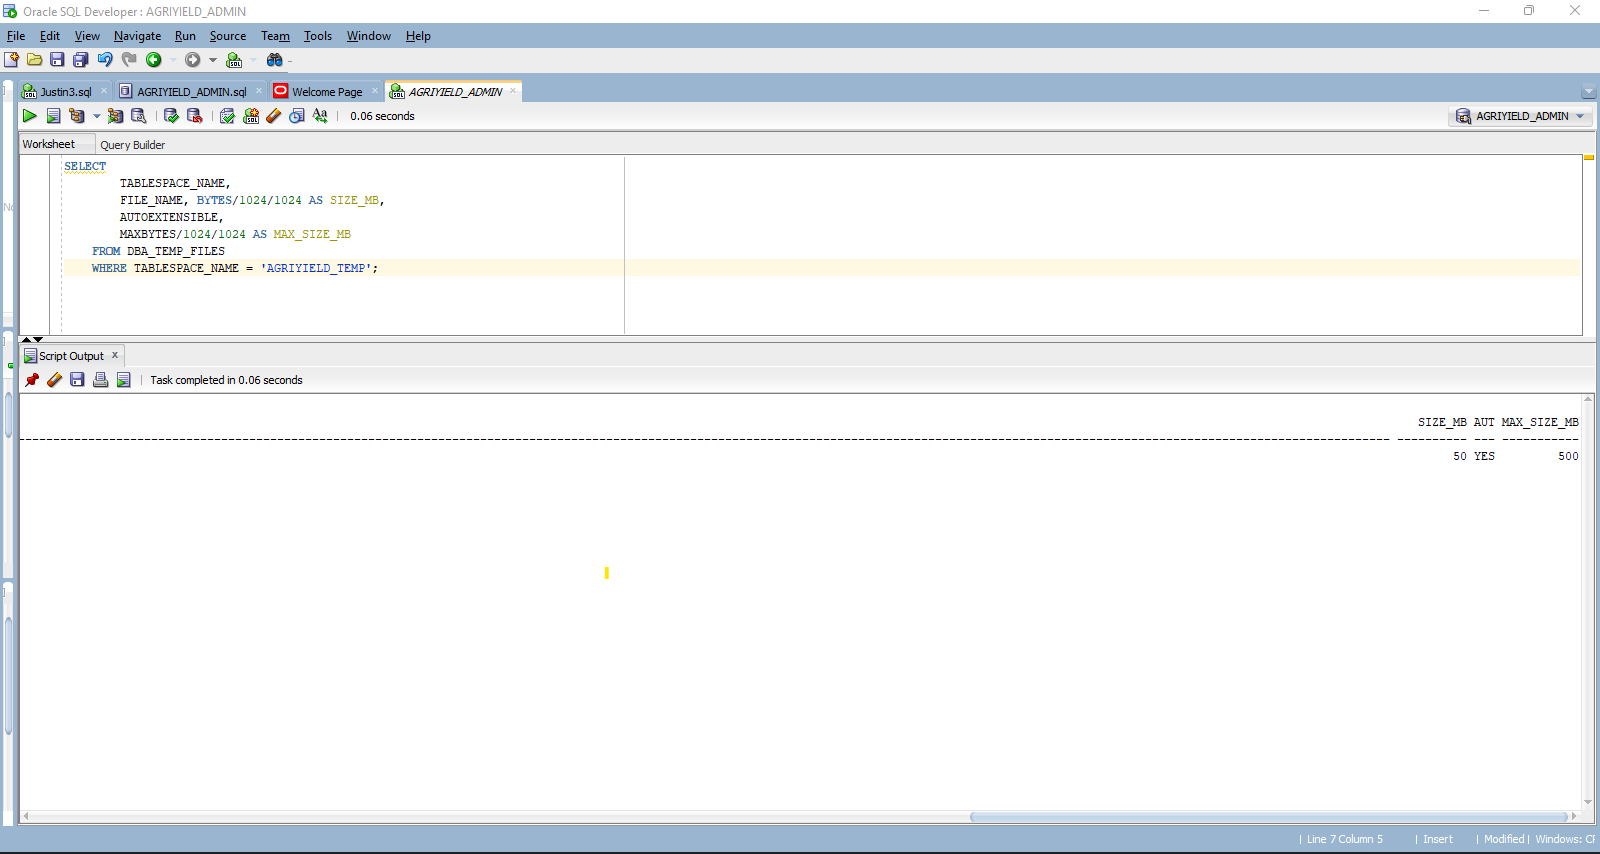 Oracle SQL Developer : AGRIYIELD_ADMIN
File Edit View Navigate Run Source Team Tools Window Help
Justin3.sql AGRIYIELD_ADMIN.sql Welcome Page AGRIYIELD_ADMIN
0.06 seconds AGRIYIELD_ADMIN
Worksheet Query Builder
SELECT
TABLESPACE_NAME,
FILE_NAME, BYTES/1024/1024 AS SIZE_MB,
AUTOEXTENSIBLE,
MAXBYTES/1024/1024 AS MAX_SIZE_MB
FROM DBA_TEMP_FILES
WHERE TABLESPACE_NAME = 'AGRIYIELD_TEMP';
Script Output x
Task completed in 0.06 seconds
SIZE_MB AUT MAX_SIZE_MB
50 YES 500
Line 7 Column 5 | Insert | Modified | Windows: